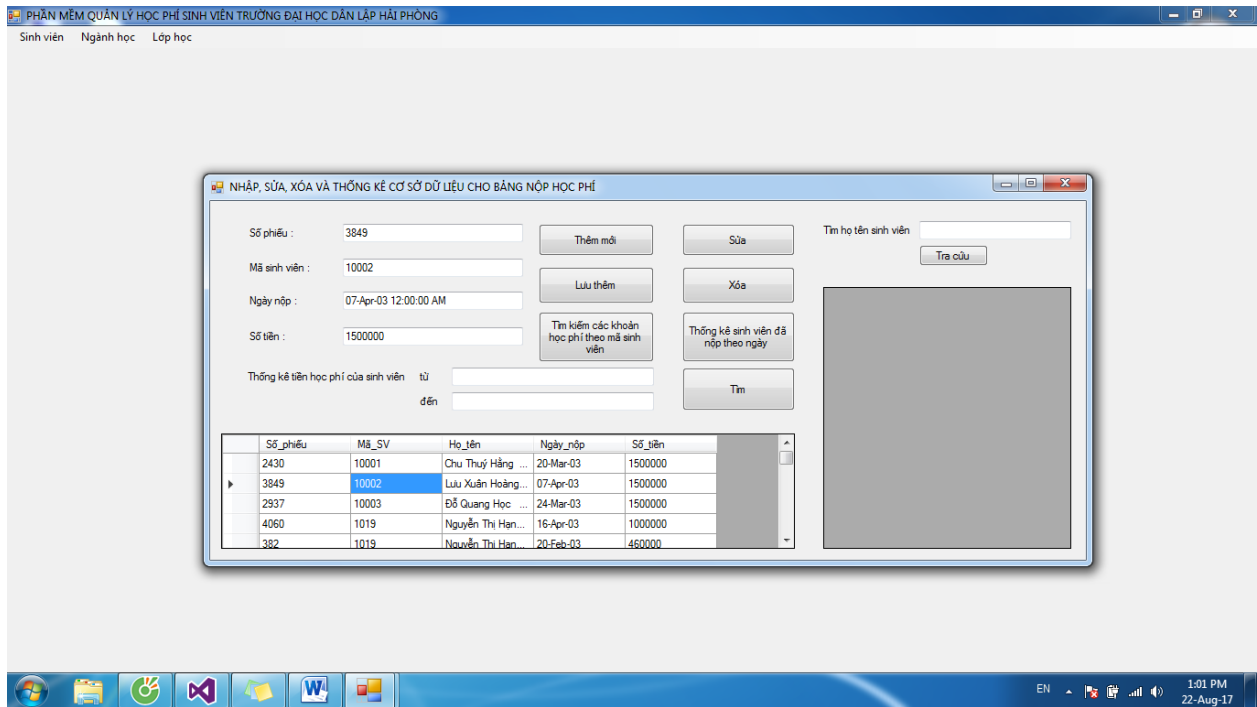 PHẦN MỀM QUẢN LÝ HỌC PHÍ SINH VIÊN TRƯỜNG ĐẠI HỌC DÂN LẬP HẢI PHÒNG
Sinh viên Ngành học Lớp học
NHẬP, SỬA, XÓA VÀ THỐNG KÊ CƠ SỞ DỮ LIỆU CHO BẢNG NỘP HỌC PHÍ
Số phiếu : 3849
Mã sinh viên : 10002
Ngày nộp : 07-Apr-03 12:00:00 AM
Số tiền : 1500000
Thêm mới
Sửa
Lưu thêm
Xóa
Tìm kiếm các khoản
học phí theo mã sinh
viên
Thống kê sinh viên đã
nộp theo ngày
Thống kê tiền học phí của sinh viên từ
đến
Tìm
Tìm họ tên sinh viên
Tra cứu
Số_phiếu Mã_SV Họ_tên Ngày_nộp Số_tiền
2430 10001 Chu Thuý Hằng ... 20-Mar-03 1500000
3849 10002 Lưu Xuân Hoàng... 07-Apr-03 1500000
2937 10003 Đỗ Quang Học ... 24-Mar-03 1500000
4060 1019 Nguyễn Thị Hạn... 16-Apr-03 1000000
382 1019 Nguyễn Thị Hạn... 20-Feb-03 460000
EN
1:01 PM
22-Aug-17